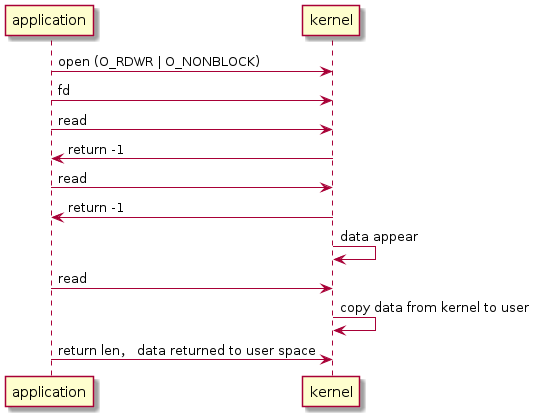 application kernel
open (O_RDWR | O_NONBLOCK)
fd
read
return -1
read
return -1
data appear
read
copy data from kernel to user
return len,   data returned to user space
application kernel